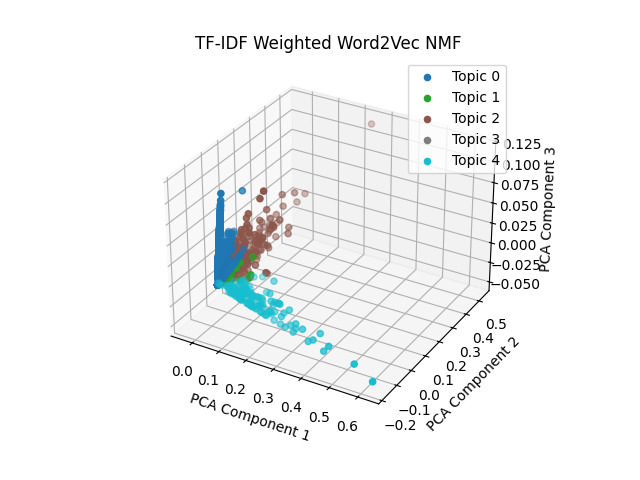 TF-IDF Weighted Word2Vec NMF
Topic 0
Topic 1
Topic 2
Topic 3
Topic 4
0.125
0.100
0.075
0.050
0.025
0.000
−0.025
−0.050
PCA Component 3
0.0
0.1
0.2
0.3
0.4
0.5
0.6
PCA Component 1
0.5
0.4
0.3
0.2
0.1
0.0
−0.1
−0.2
PCA Component 2